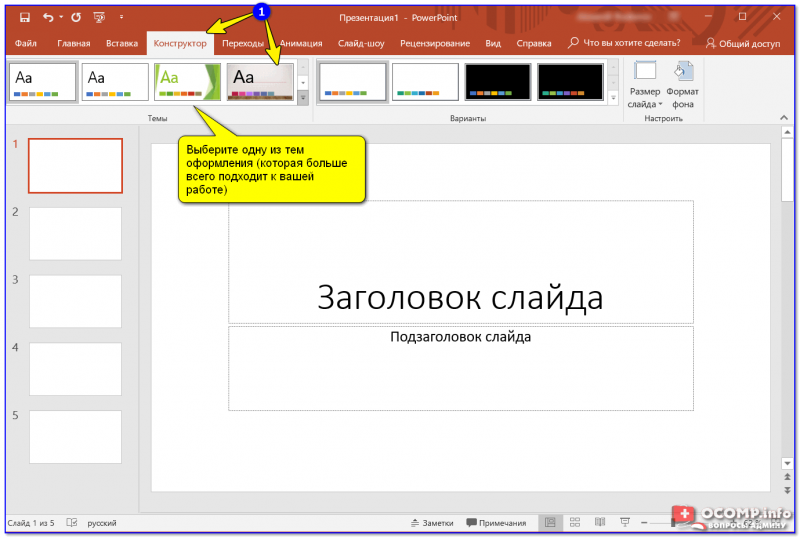 1
Презентация1 - PowerPoint
Файл Главная Вставка Конструктор Переходы Анимация Слайд-шоу Рецензирование Вид Справка Что вы хотите сделать? Общий доступ
Aa Aa Aa Aa
Размер слайда
Формат фона
Темы Варианты Настроить
Выберите одну из тем
оформления (которая больше
всего подходит к вашей
работе)
1
2
3
4
5
Заголовок слайда
Подзаголовок слайда
Слайд 1 из 5 русский Заметки Примечания
OCOMP.info
ВОПРОСЫ АДМИНУ